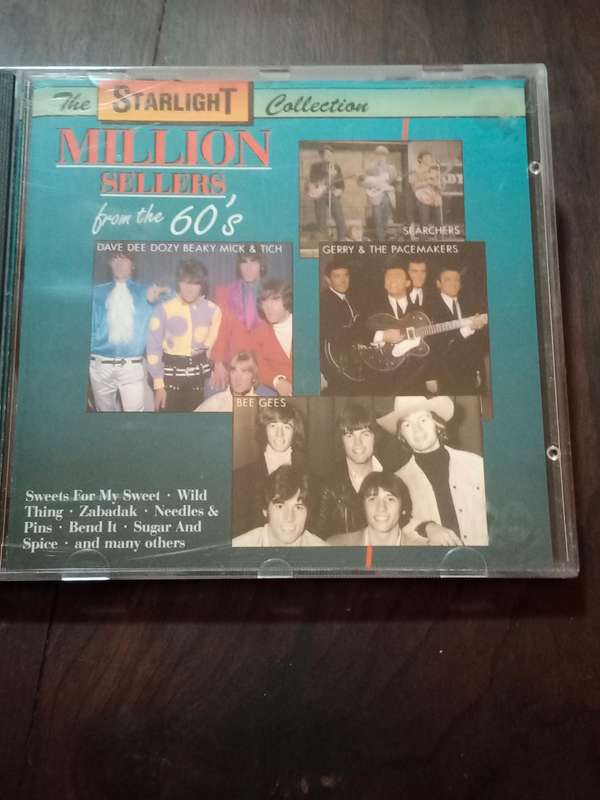 The STARLIGHT Collection
MILLION
SELLERS
from the 60's
SEARCHERS
DAVE DEE DOZY BEAKY MICK & TICH
GERRY & THE PACEMAKERS
BEE GEES
Sweets For My Sweet · Wild
Thing · Zabadak · Needles &
Pins · Bend It · Sugar And
Spice · and many others